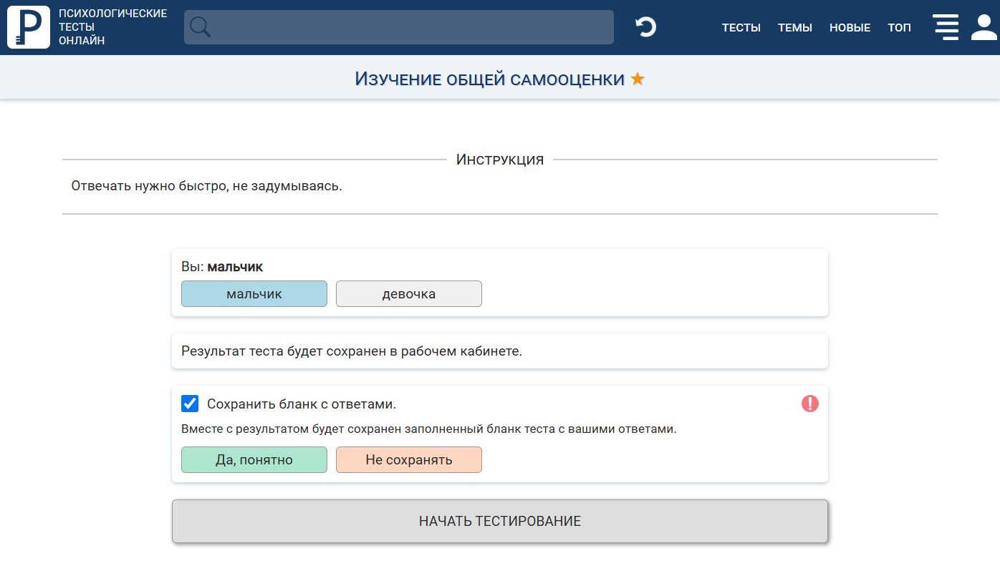 P
ПСИХОЛОГИЧЕСКИЕ
ТЕСТЫ
ОНЛАЙН
ТЕСТЫ ТЕМЫ НОВЫЕ ТОП
Изучение общей самооценки ★
Инструкция
Отвечать нужно быстро, не задумываясь.
Вы: мальчик
мальчик девочка
Результат теста будет сохранен в рабочем кабинете.
Сохранить бланк с ответами.
Вместе с результатом будет сохранен заполненный бланк теста с вашими ответами.
Да, понятно Не сохранять
НАЧАТЬ ТЕСТИРОВАНИЕ